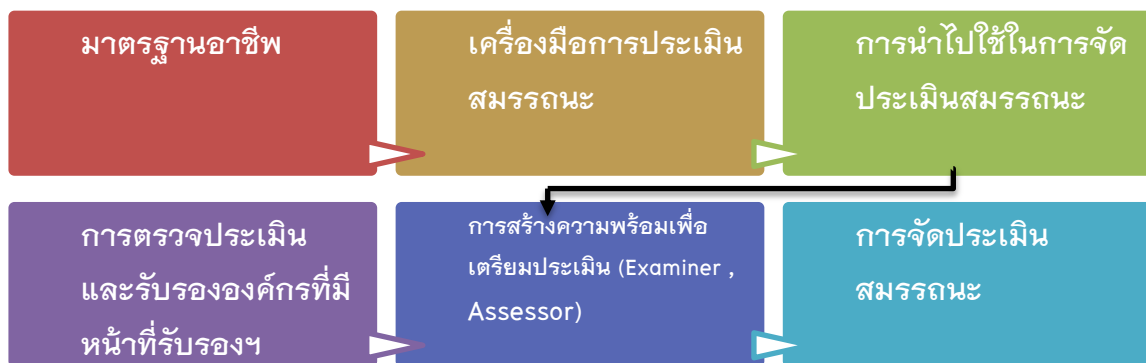 มาตรฐานอาชีพ
เครื่องมือการประเมิน
สมรรถนะ
การนำไปใช้ในการจัด
ประเมินสมรรถนะ
การตรวจประเมิน
และรับรององค์กรที่มี
หน้าที่รับรองฯ
การสร้างความพร้อมเพื่อ
เตรียมประเมิน (Examiner ,
Assessor)
การจัดประเมิน
สมรรถนะ